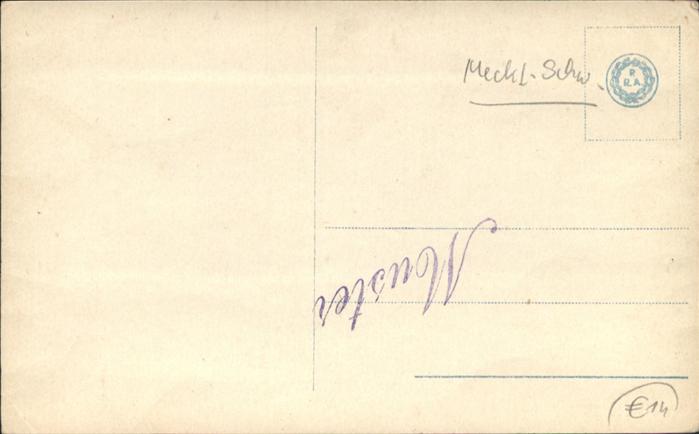 Meckl.-Schw.
R
R.A.
Muster
€14